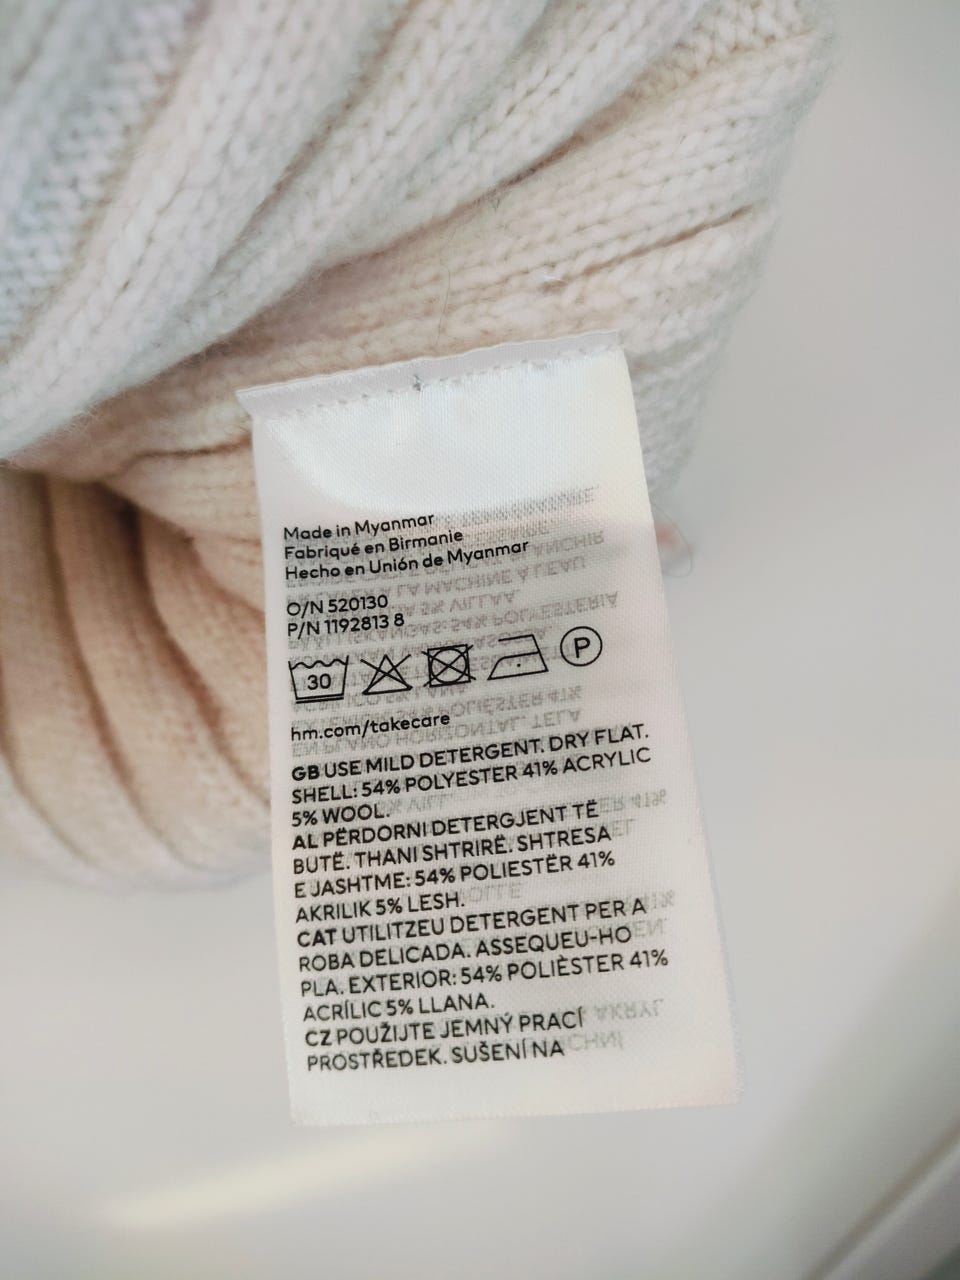 Made in Myanmar
Fabriqué en Birmanie
Hecho en Unión de Myanmar
O/N 520130
P/N 1192813 8
30 P
hm.com/takecare
GB USE MILD DETERGENT. DRY FLAT.
SHELL: 54% POLYESTER 41% ACRYLIC
5% WOOL.
AL PËRDORNI DETERGJENT TË
BUTË. THANI SHTRIRË. SHTRESA
E JASHTME: 54% POLIESTËR 41%
AKRILIK 5% LESH.
CAT UTILITZEU DETERGENT PER A
ROBA DELICADA. ASSEQUEU-HO
PLA. EXTERIOR: 54% POLIÈSTER 41%
ACRÍLIC 5% LLANA.
CZ POUŽIJTE JEMNÝ PRACÍ
PROSTŘEDEK. SUŠENÍ NA